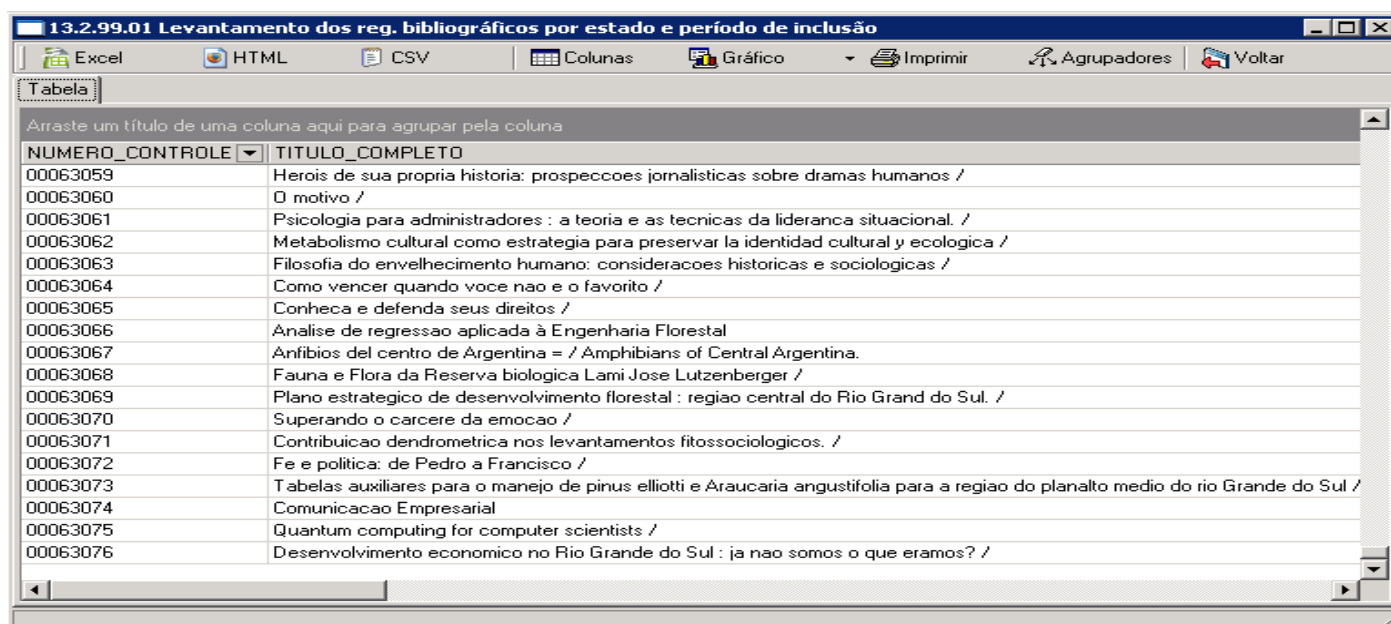 13.2.99.01 Levantamento dos reg. bibliográficos por estado e período de inclusão
Excel HTML CSV Colunas Gráfico Imprimir Agrupadores Voltar
Tabela
Arraste um título de uma coluna aqui para agrupar pela coluna
NUMERO_CONTROLE TITULO_COMPLETO
00063059 Herois de sua propria historia: prospeccoes jornalisticas sobre dramas humanos /
00063060 O motivo /
00063061 Psicologia para administradores : a teoria e as tecnicas da lideranca situacional. /
00063062 Metabolismo cultural como estrategia para preservar la identidad cultural y ecologica /
00063063 Filosofia do envelhecimento humano: consideracoes historicas e sociologicas /
00063064 Como vencer quando voce nao e o favorito /
00063065 Conheca e defenda seus direitos /
00063066 Analise de regressao aplicada à Engenharia Florestal
00063067 Anfibios del centro de Argentina = / Amphibians of Central Argentina.
00063068 Fauna e Flora da Reserva biologica Lami Jose Lutzenberger /
00063069 Plano estrategico de desenvolvimento florestal : regiao central do Rio Grand do Sul. /
00063070 Superando o carcere da emocao /
00063071 Contribuicao dendrometrica nos levantamentos fitossociologicos. /
00063072 Fe e politica: de Pedro a Francisco /
00063073 Tabelas auxiliares para o manejo de pinus elliotti e Araucaria angustifolia para a regiao do planalto medio do rio Grande do Sul /
00063074 Comunicacao Empresarial
00063075 Quantum computing for computer scientists /
00063076 Desenvolvimento economico no Rio Grande do Sul : ja nao somos o que eramos? /